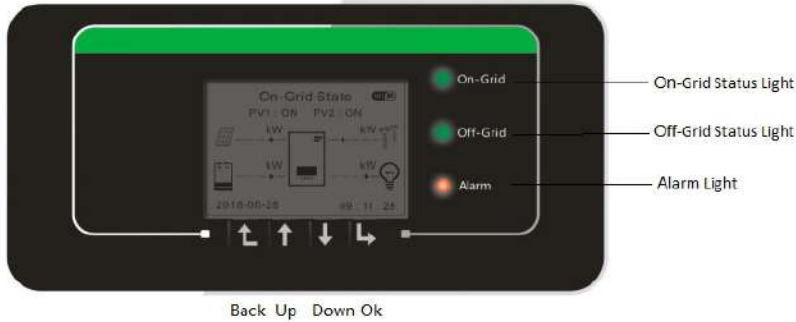 On-Grid State
PV1 : ON PV2 : ON
kW kW
kW kW
2018-06-28 09 : 11 : 26
On-Grid
Off-Grid
Alarm
On-Grid Status Light
Off-Grid Status Light
Alarm Light
Back Up Down Ok